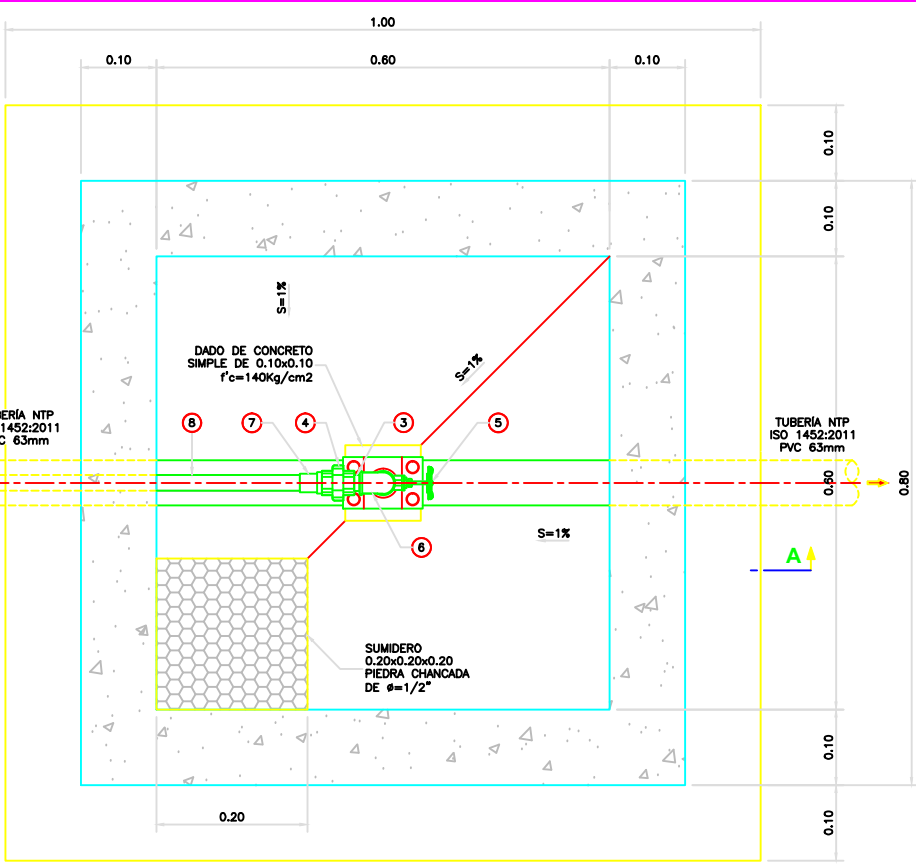 1.00
0.10
0.60
0.10
0.10
0.10
S=1%
DADO DE CONCRETO
SIMPLE DE 0.10x0.10
f'c=140Kg/cm2
S=1%
BERÍA NTP
1452:2011
C 63mm
8
7
4
3
5
TUBERÍA NTP
ISO 1452:2011
PVC 63mm
0.60
0.80
6
S=1%
A
SUMIDERO
0.20x0.20x0.20
PIEDRA CHANCADA
DE ø=1/2"
0.10
0.20
0.10